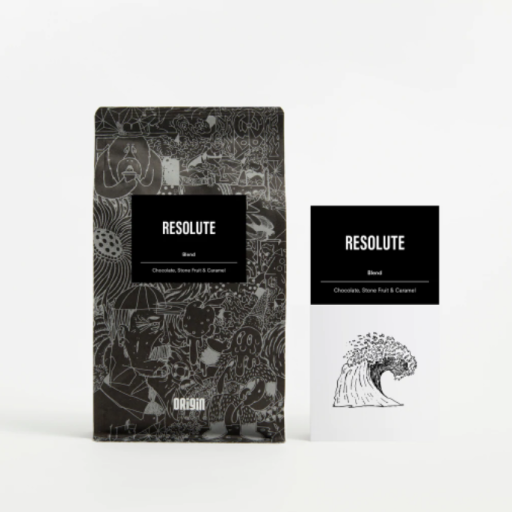 RESOLUTE
Blend
Chocolate, Stone Fruit & Caramel
ORIGIN
RESOLUTE
Blend
Chocolate, Stone Fruit & Caramel